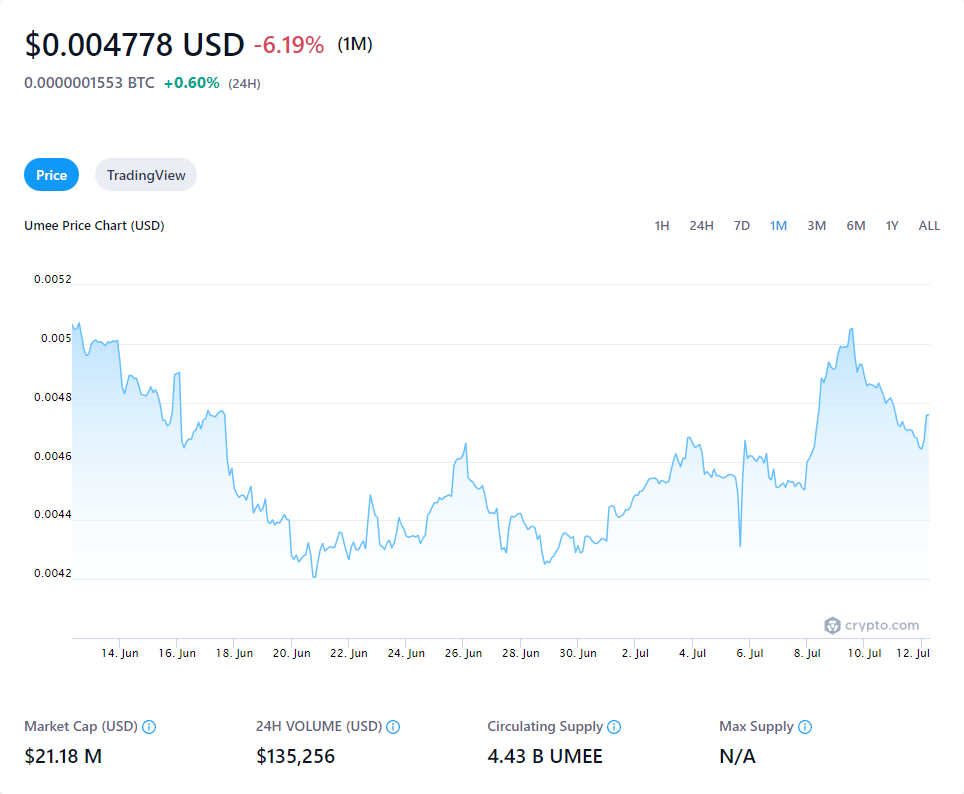 $0.004778 USD -6.19% (1M)
0.0000001553 BTC +0.60% (24H)
Price TradingView
Umee Price Chart (USD) 1H 24H 7D 1M 3M 6M 1Y ALL
0.0052
0.005
0.0048
0.0046
0.0044
0.0042
crypto.com
14. Jun 16. Jun 18. Jun 20. Jun 22. Jun 24. Jun 26. Jun 28. Jun 30. Jun 2. Jul 4. Jul 6. Jul 8. Jul 10. Jul 12. Jul
Market Cap (USD) 24H VOLUME (USD) Circulating Supply Max Supply
$21.18 M $135,256 4.43 B UMEE N/A